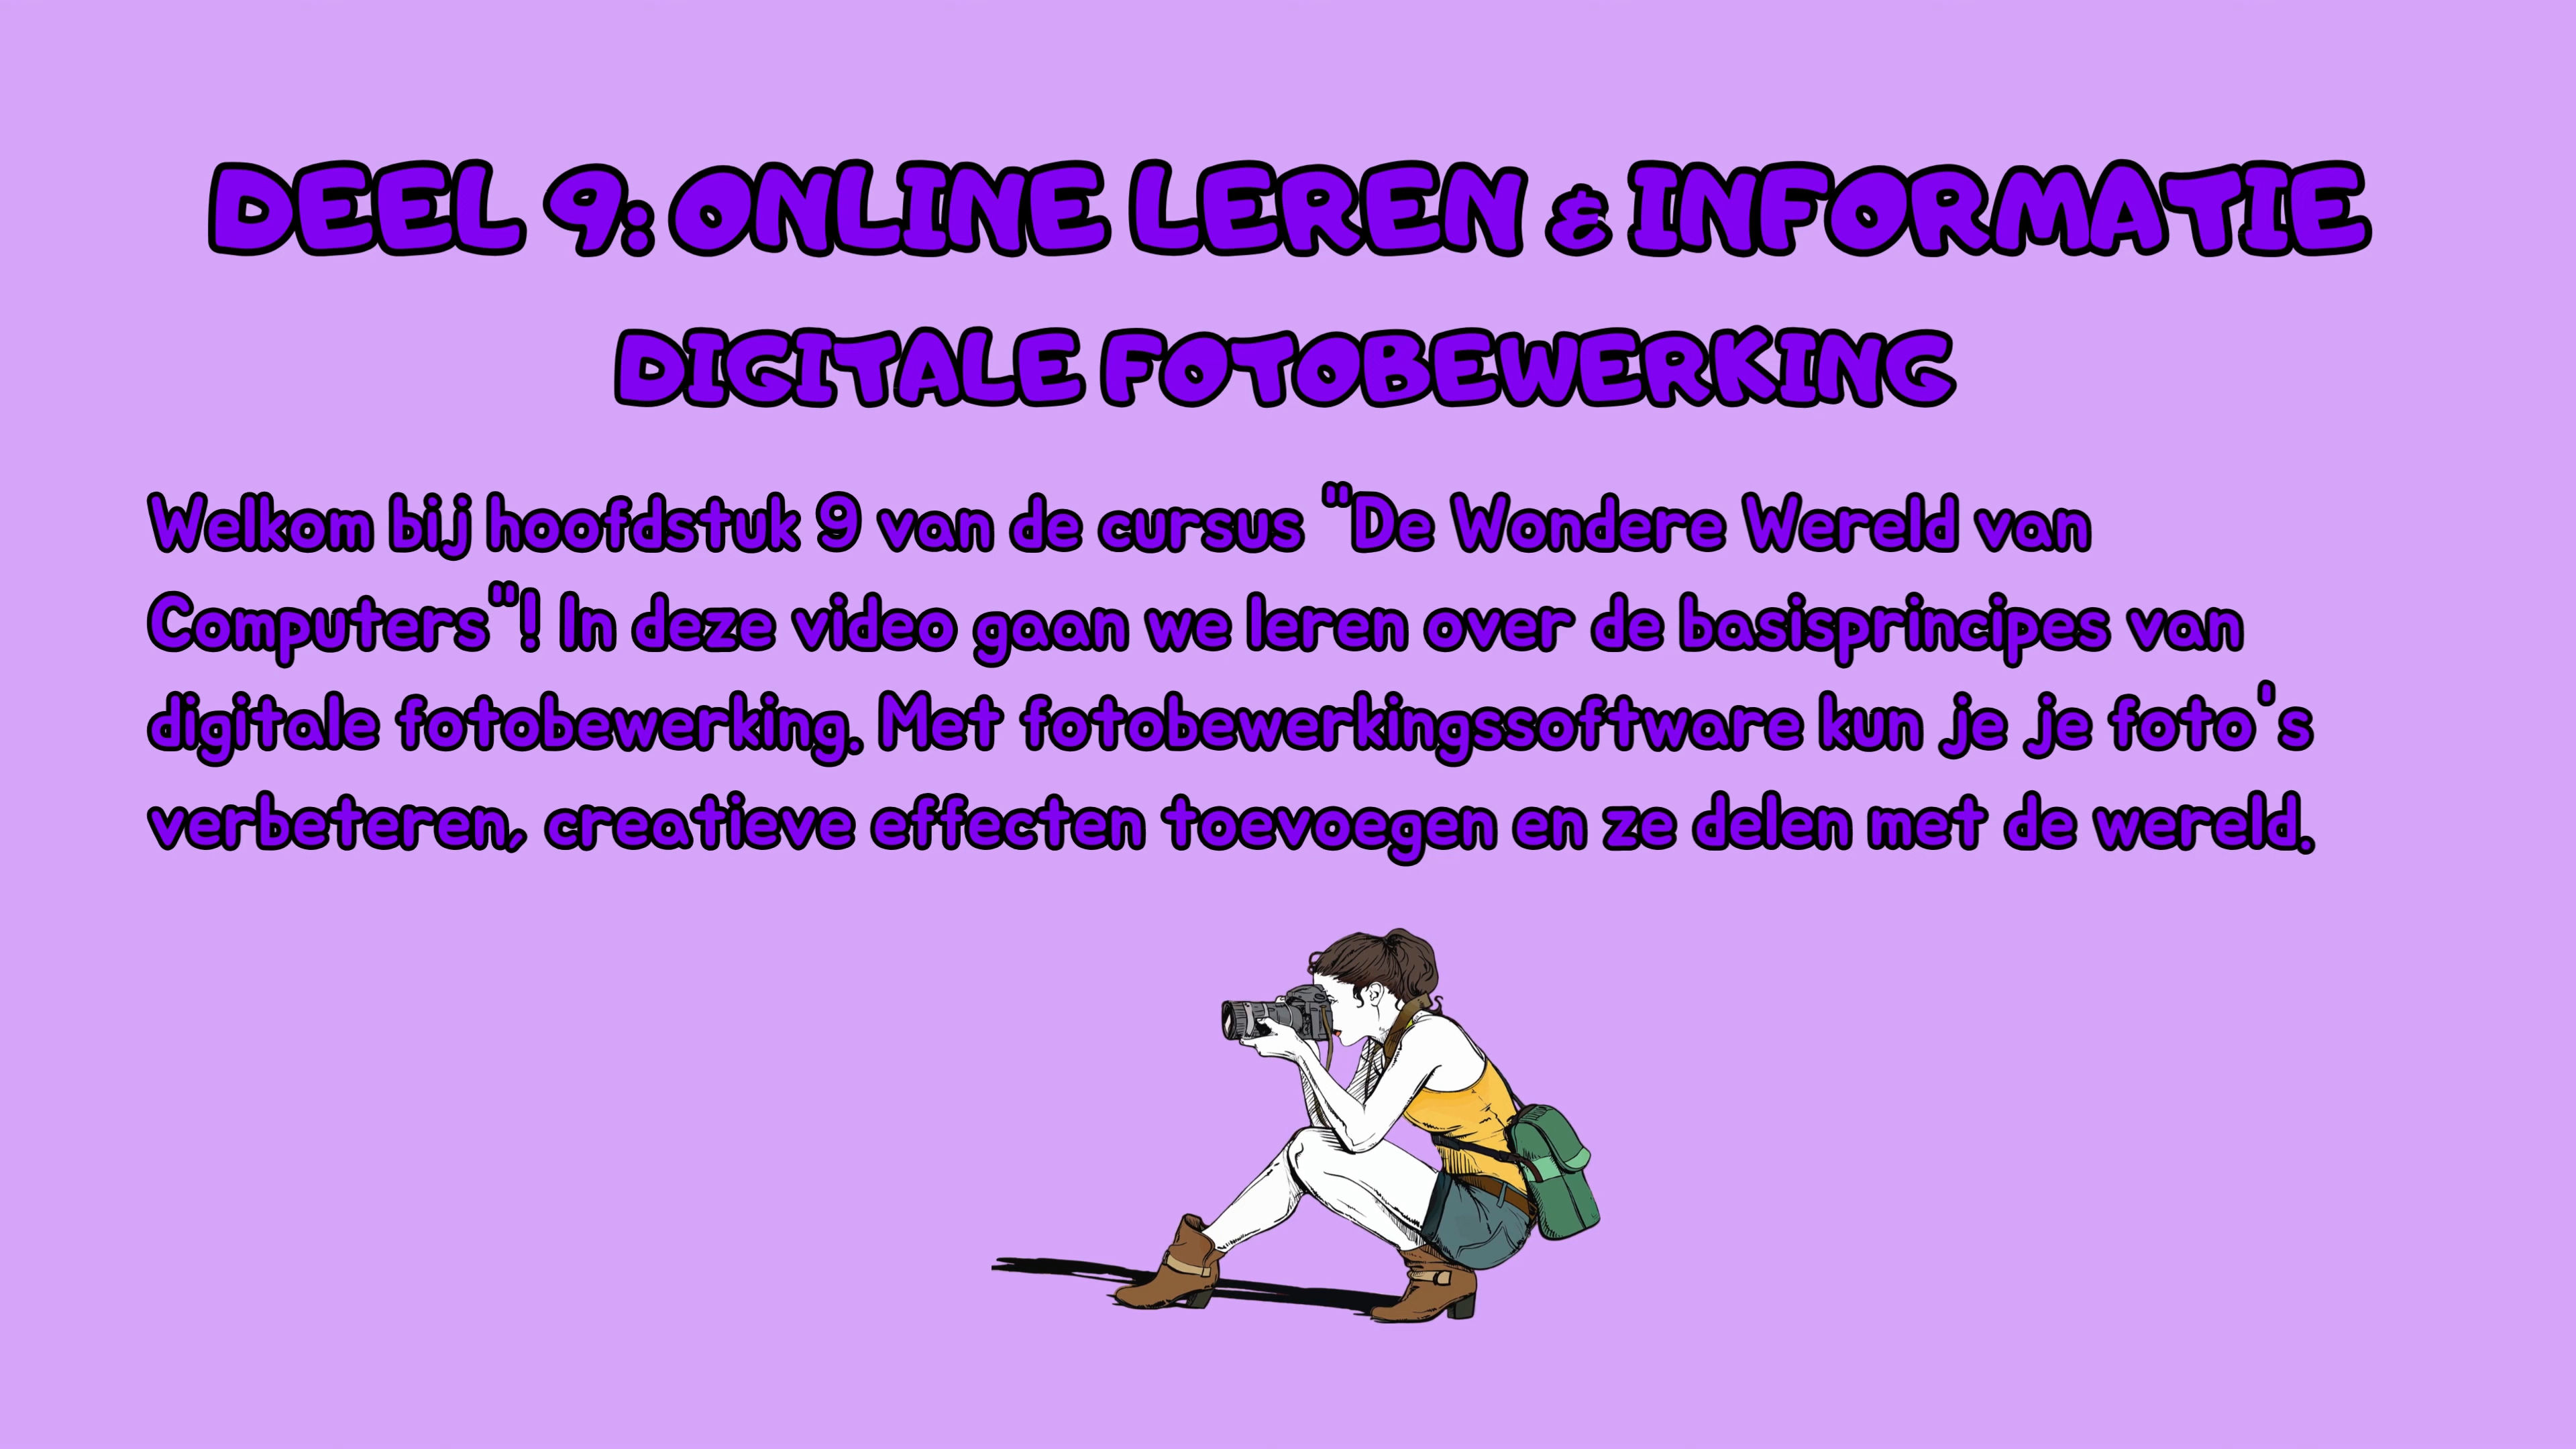 DEEL 9: ONLINE LEREN & INFORMATIE
DIGITALE FOTOBEWERKING
Welkom bij hoofdstuk 9 van de cursus "De Wondere Wereld van
Computers"! In deze video gaan we leren over de basisprincipes van
digitale fotobewerking. Met fotobewerkingssoftware kun je je foto's
verbeteren, creatieve effecten toevoegen en ze delen met de wereld.